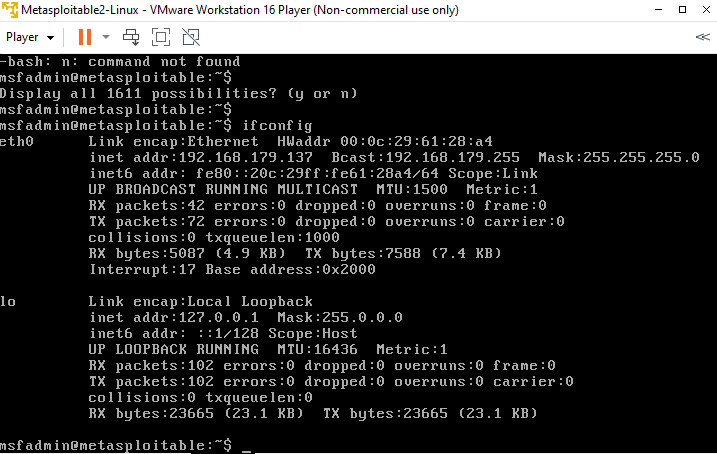 Metasploitable2-Linux - VMware Workstation 16 Player (Non-commercial use only)
Player
-bash: n: command not found
msfadmin@metasploitable:~$
Display all 1611 possibilities? (y or n)
msfadmin@metasploitable:~$
msfadmin@metasploitable:~$ ifconfig
eth0 Link encap:Ethernet HWaddr 00:0c:29:61:28:a4
inet addr:192.168.179.137 Bcast:192.168.179.255 Mask:255.255.255.0
inet6 addr: fe80::20c:29ff:fe61:28a4/64 Scope:Link
UP BROADCAST RUNNING MULTICAST MTU:1500 Metric:1
RX packets:42 errors:0 dropped:0 overruns:0 frame:0
TX packets:72 errors:0 dropped:0 overruns:0 carrier:0
collisions:0 txqueuelen:1000
RX bytes:5087 (4.9 KB) TX bytes:7588 (7.4 KB)
Interrupt:17 Base address:0x2000
lo Link encap:Local Loopback
inet addr:127.0.0.1 Mask:255.0.0.0
inet6 addr: ::1/128 Scope:Host
UP LOOPBACK RUNNING MTU:16436 Metric:1
RX packets:102 errors:0 dropped:0 overruns:0 frame:0
TX packets:102 errors:0 dropped:0 overruns:0 carrier:0
collisions:0 txqueuelen:0
RX bytes:23665 (23.1 KB) TX bytes:23665 (23.1 KB)
msfadmin@metasploitable:~$ _